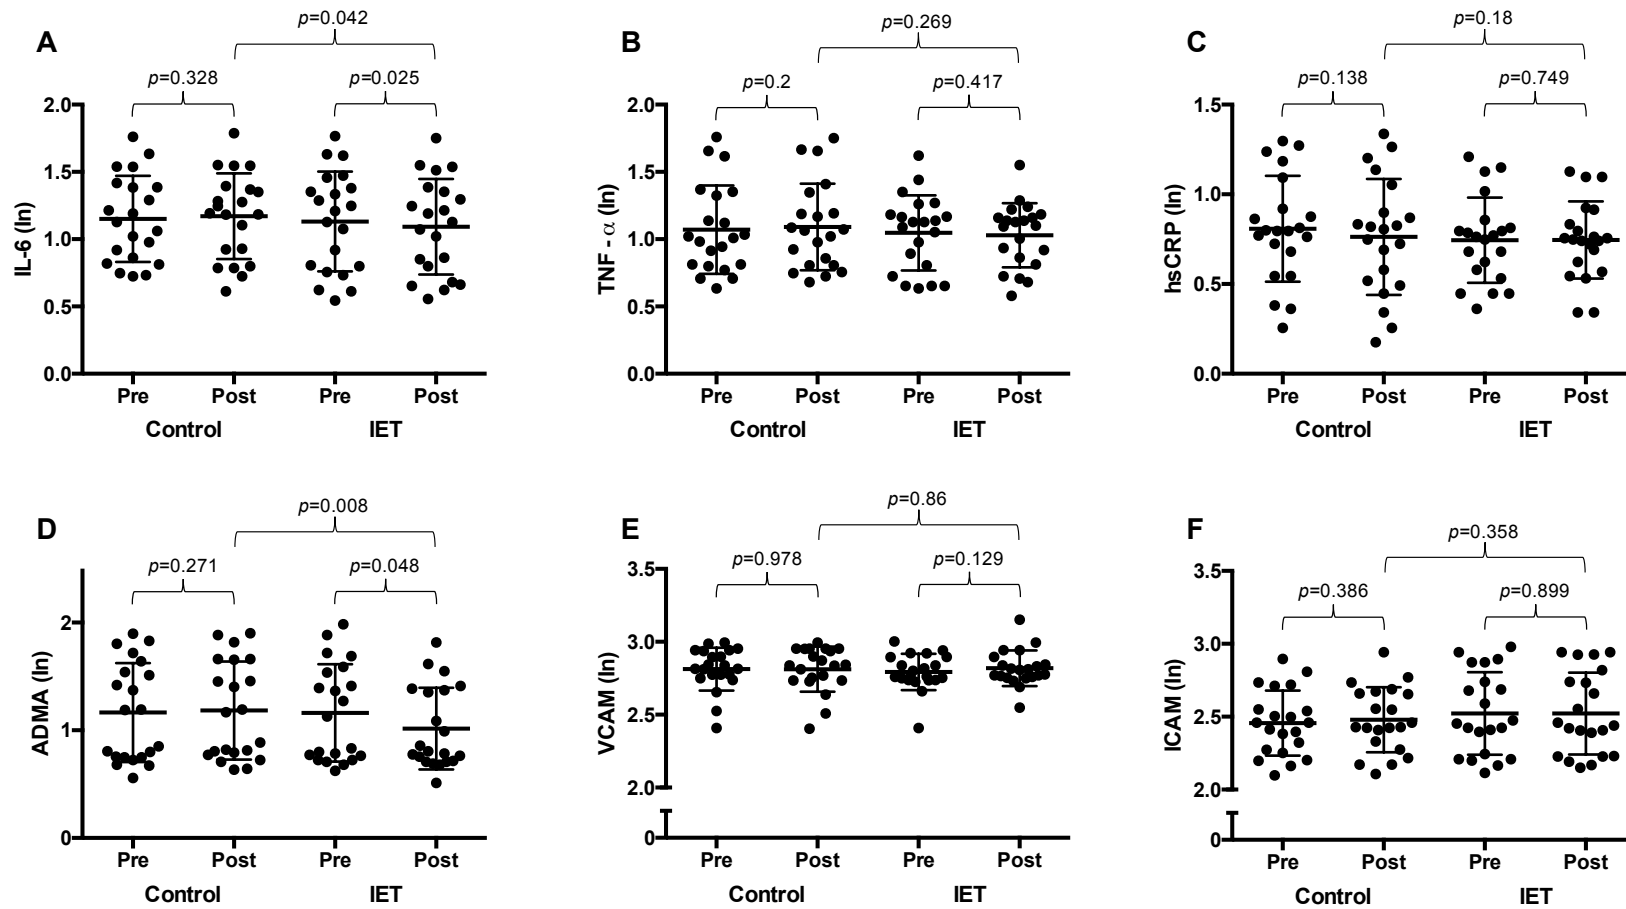 A
p=0.042
p=0.328
p=0.025
IL-6 (ln)
2.0
1.5
1.0
0.5
0.0
Pre
Post
Pre
Post
Control
IET
B
p=0.269
p=0.2
p=0.417
TNF - α (ln)
2.0
1.5
1.0
0.5
0.0
Pre
Post
Pre
Post
Control
IET
C
p=0.18
p=0.138
p=0.749
hsCRP (ln)
1.5
1.0
0.5
0.0
Pre
Post
Pre
Post
Control
IET
D
p=0.008
p=0.271
p=0.048
ADMA (ln)
2
1
0
Pre
Post
Pre
Post
Control
IET
E
p=0.86
p=0.978
p=0.129
VCAM (ln)
3.5
3.0
2.5
2.0
0
Pre
Post
Pre
Post
Control
IET
F
p=0.358
p=0.386
p=0.899
ICAM (ln)
3.5
3.0
2.5
2.0
0
Pre
Post
Pre
Post
Control
IET